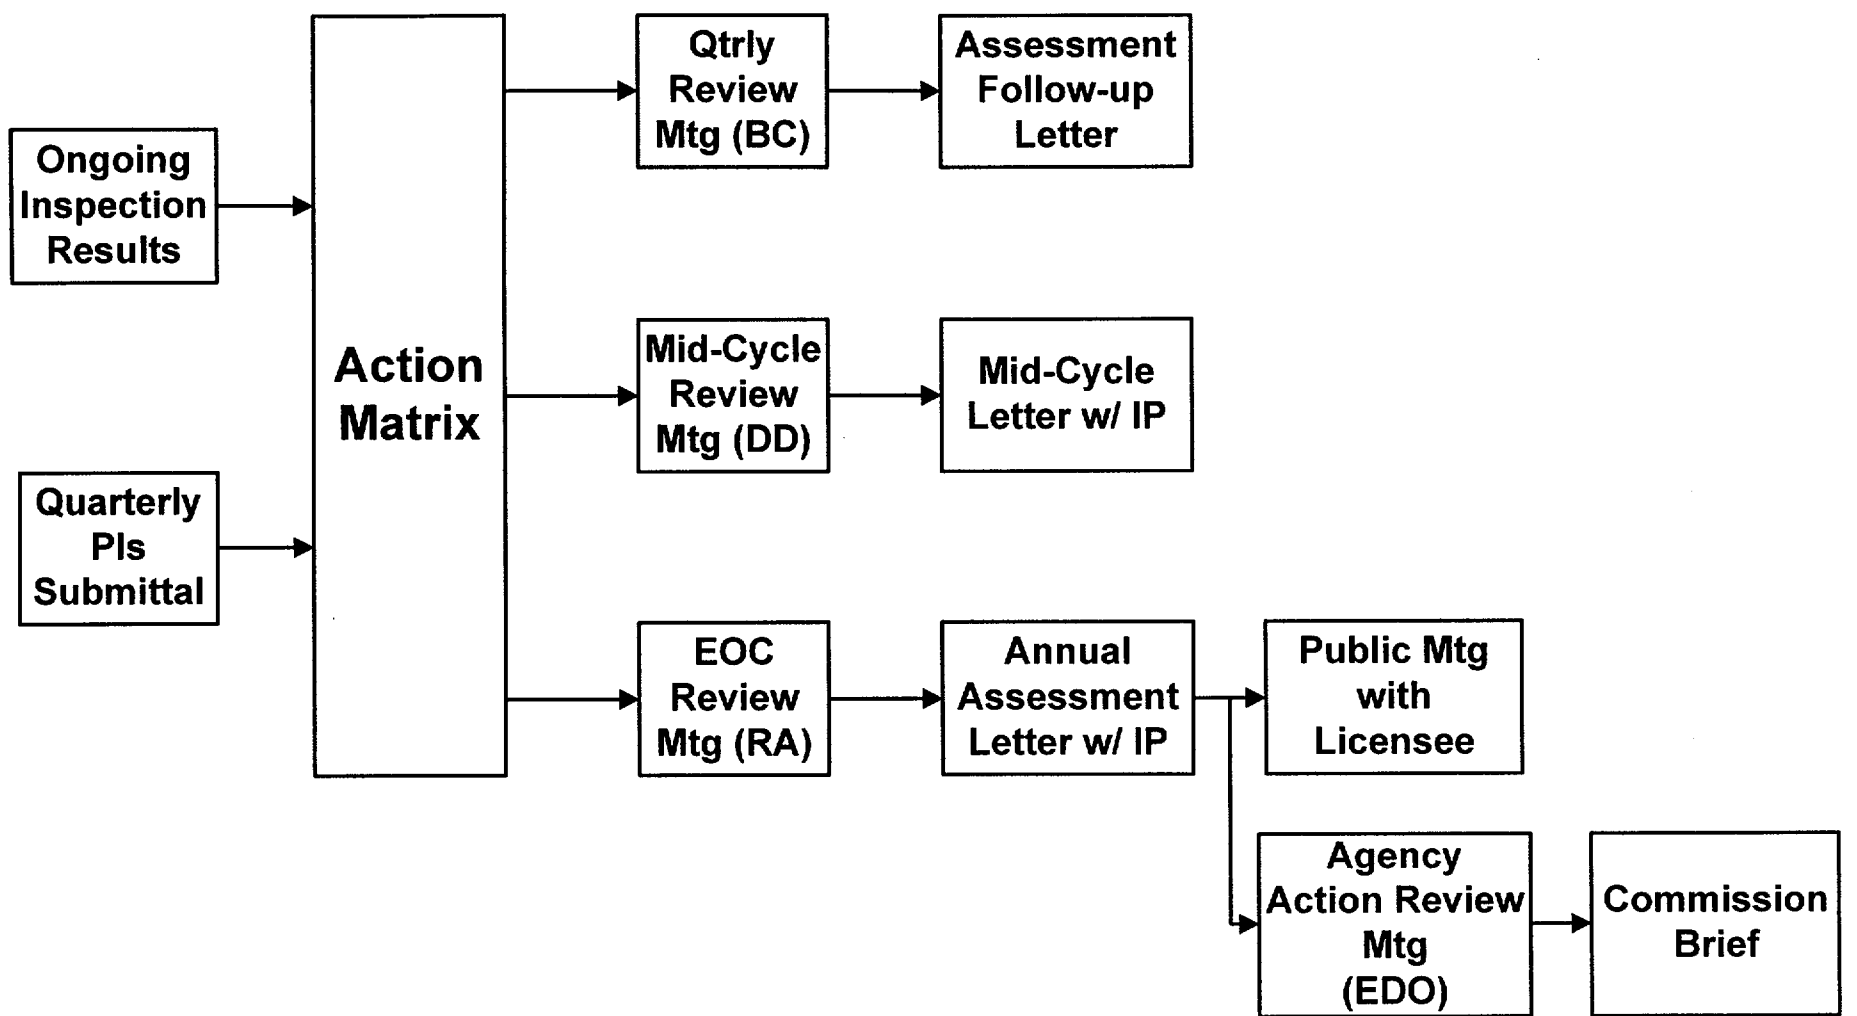 Ongoing
Inspection
Results
Quarterly
PIs
Submittal
Action
Matrix
Qtrly
Review
Mtg (BC)
Assessment
Follow-up
Letter
Mid-Cycle
Review
Mtg (DD)
Mid-Cycle
Letter w/ IP
EOC
Review
Mtg (RA)
Annual
Assessment
Letter w/ IP
Public Mtg
with
Licensee
Agency
Action Review
Mtg
(EDO)
Commission
Brief